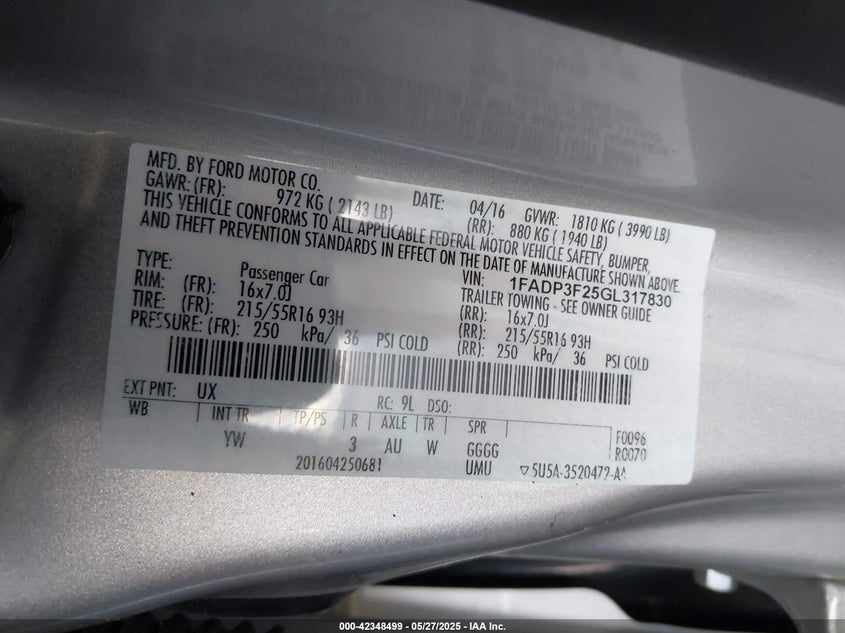 MFD. BY FORD MOTOR CO. DATE: 04/16 GVWR: 1810 KG ( 3990 LB)
GAWR: (FR): 972 KG ( 2143 LB) (RR): 880 KG ( 1940 LB)
THIS VEHICLE CONFORMS TO ALL APPLICABLE FEDERAL MOTOR VEHICLE SAFETY, BUMPER,
AND THEFT PREVENTION STANDARDS IN EFFECT ON THE DATE OF MANUFACTURE SHOWN ABOVE.
VIN: 1FADP3F25GL317830
TYPE: Passenger Car TRAILER TOWING - SEE OWNER GUIDE
RIM: (FR): 16x7.0J (RR): 16x7.0J
TIRE: (FR): 215/55R16 93H (RR): 215/55R16 93H
PRESSURE: (FR): 250 kPa/ 36 PSI COLD (RR): 250 kPa/ 36 PSI COLD
EXT PNT: UX RC: 9L DSO:
WB INT TR TP/PS R AXLE TR SPR
YW 3 AU W GGGG F0096
201604250681 UMU R0070
▽5U5A-3520472-AA
000-42348499 — 05/27/2025 — IAA Inc.